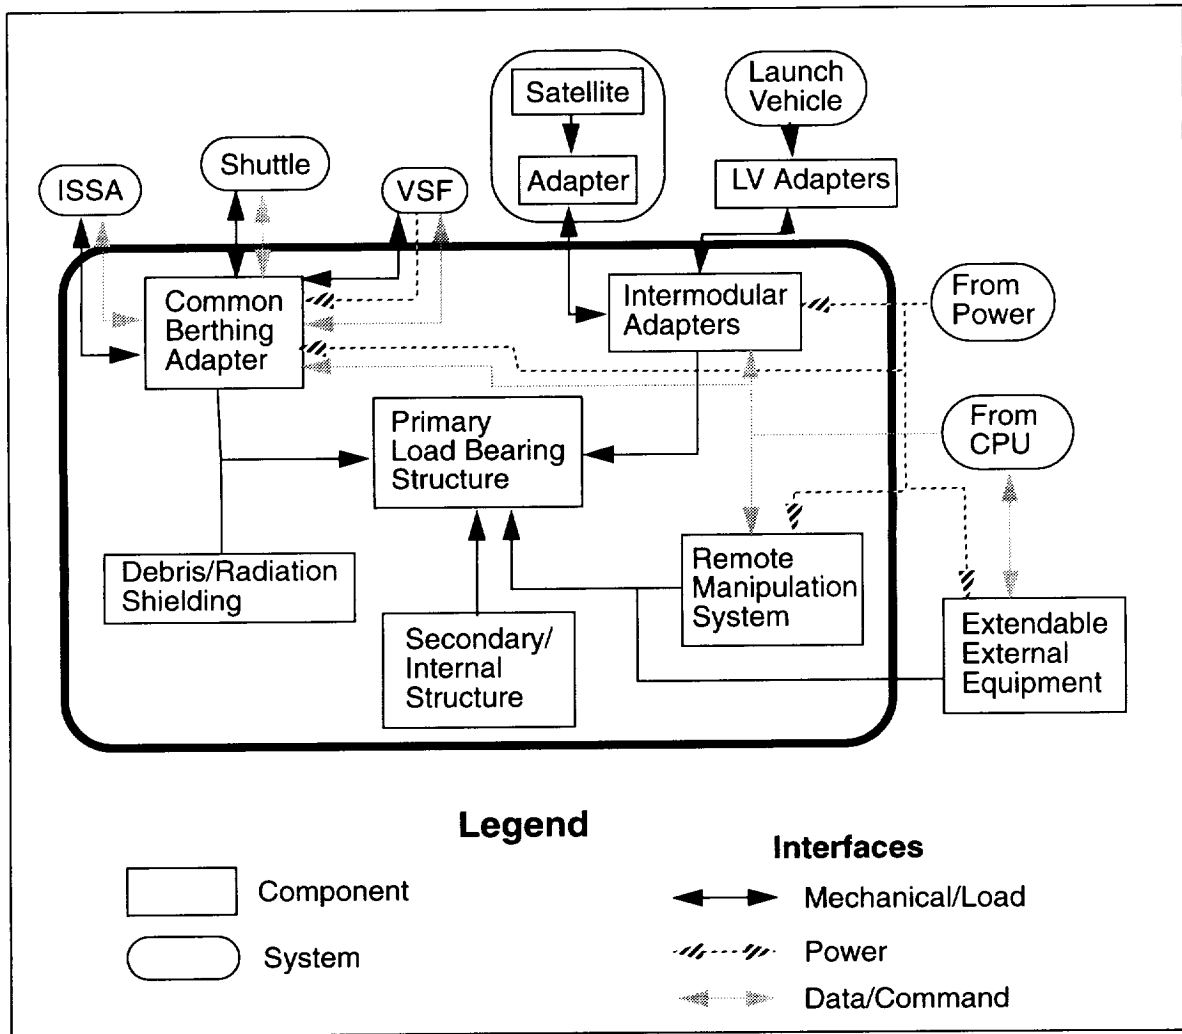 Satellite
Launch
Vehicle
Shuttle
ISSA
VSF
Adapter
LV Adapters
Common
Berthing
Adapter
Intermodular
Adapters
From
Power
Primary
Load Bearing
Structure
From
CPU
Debris/Radiation
Shielding
Secondary/
Internal
Structure
Remote
Manipulation
System
Extendable
External
Equipment
Legend
Component
System
Interfaces
Mechanical/Load
Power
Data/Command